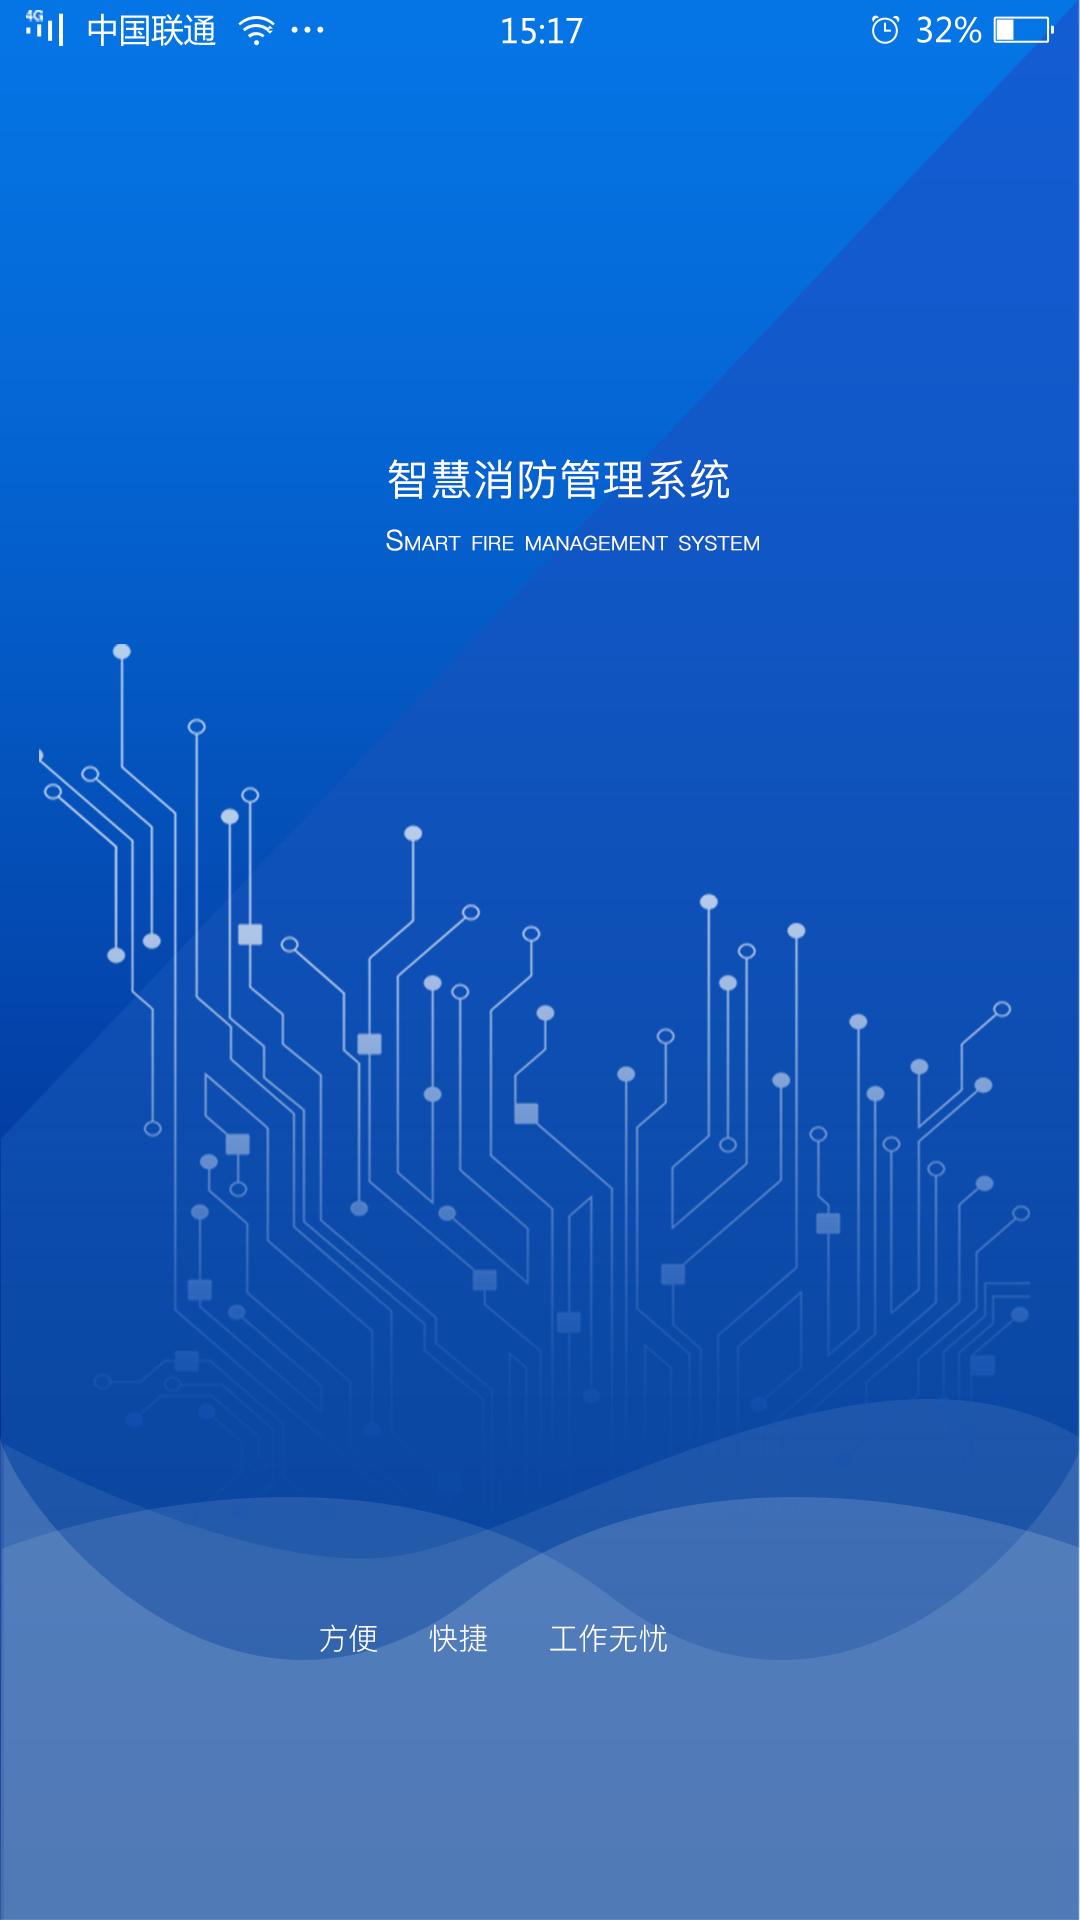 4G 中国联通 ... 15:17 32%
智慧消防管理系统
Smart fire management system
方便 快捷 工作无忧